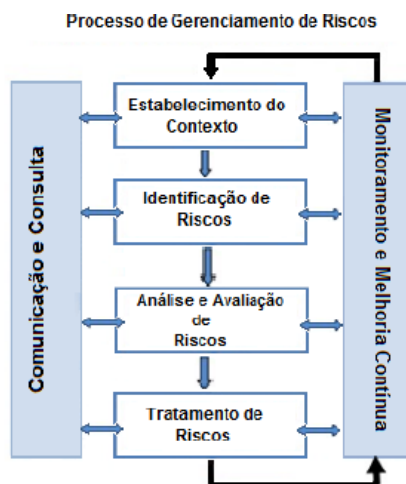 Processo de Gerenciamento de Riscos
Comunicação e Consulta
Estabelecimento do
Contexto
Identificação de
Riscos
Análise e Avaliação
de
Riscos
Tratamento de
Riscos
Monitoramento e Melhoria Contínua